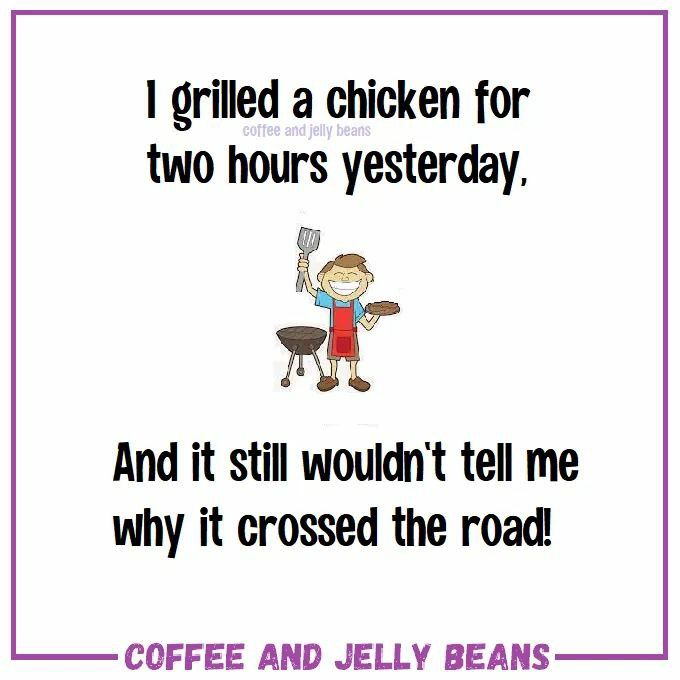 I grilled a chicken for
coffee and jelly beans
two hours yesterday,
And it still wouldn't tell me
why it crossed the road!
COFFEE AND JELLY BEANS